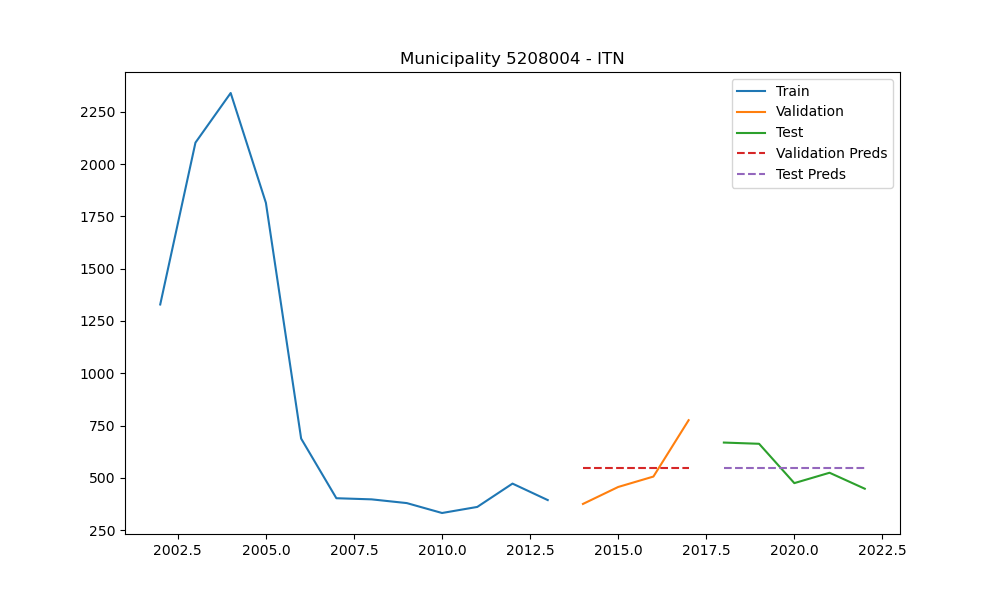 Municipality 5208004 - ITN
Train
Validation
Test
Validation Preds
Test Preds
2250
2000
1750
1500
1250
1000
750
500
250
2002.5 2005.0 2007.5 2010.0 2012.5 2015.0 2017.5 2020.0 2022.5